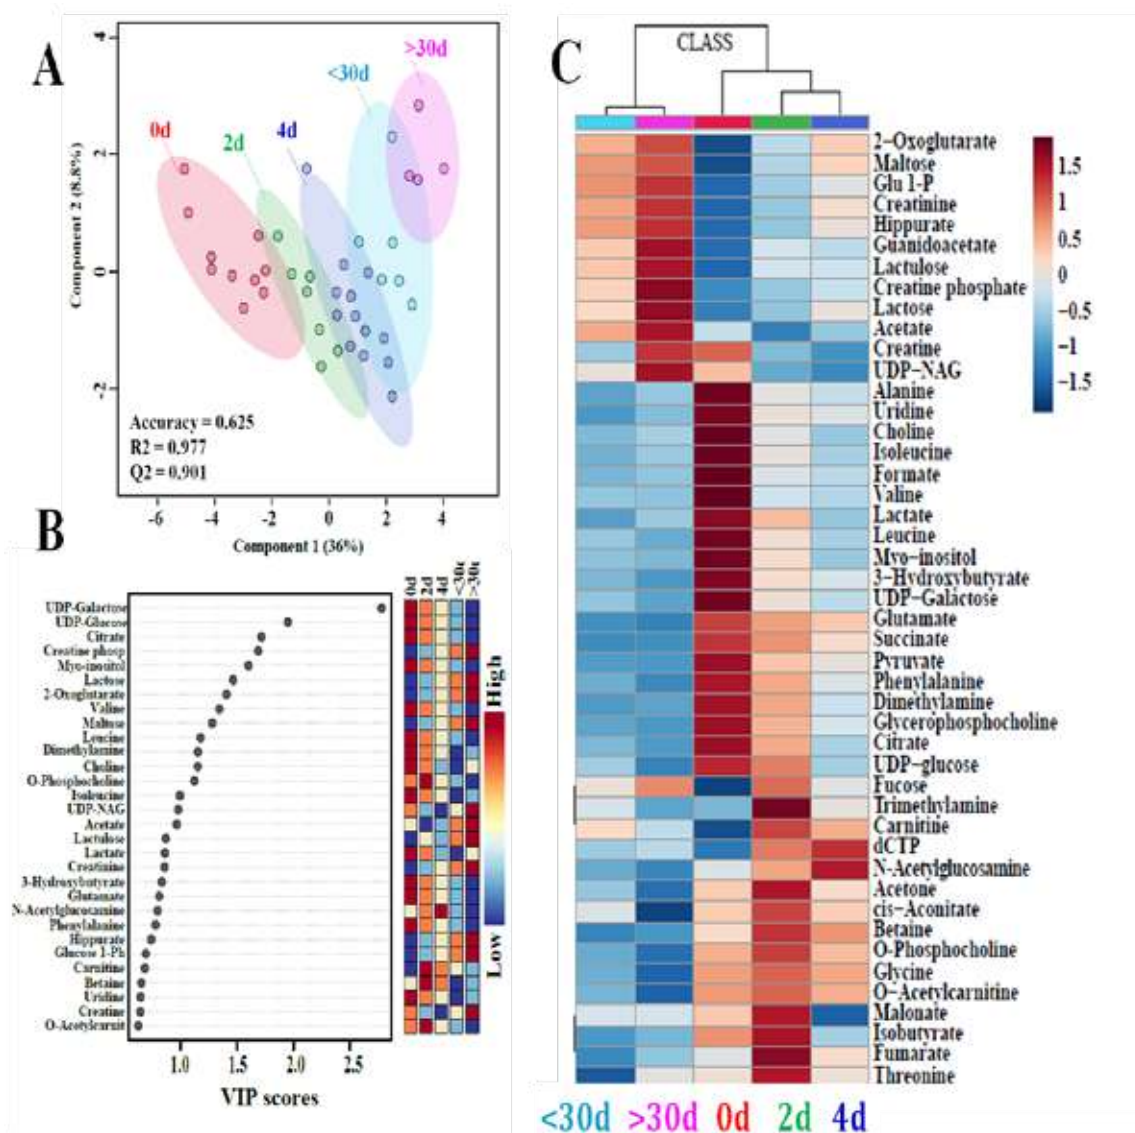 A
>30d
<30d
0d
2d
4d
4
2
0
-2
Component 2 (8.8%)
Accuracy = 0.625
R2 = 0.977
Q2 = 0.901
-6 -4 -2 0 2 4
Component 1 (36%)
B
0d 2d 4d <30d >30d
UDP-Galactose
UDP-Glucose
Citrate
Creatine phosp
Myo-inositol
Lactose
2-Oxoglutarate
Valine
Maltose
Leucine
Dimethylamine
Choline
O-Phosphocholine
Isoleucine
UDP-NAG
Acetate
Lactulose
Lactate
Creatinine
3-Hydroxybutyrate
Glutamate
N-Acetylglucosamine
Phenylalanine
Hippurate
Glucose 1-Ph
Carnitine
Betaine
Uridine
Creatine
O-Acetylcarnit
High
Low
1.0 1.5 2.0 2.5
VIP scores
C
CLASS
2-Oxoglutarate
Maltose
Glu 1-P
Creatinine
Hippurate
Guanidoacetate
Lactulose
Creatine phosphate
Lactose
Acetate
Creatine
UDP-NAG
Alanine
Uridine
Choline
Isoleucine
Formate
Valine
Lactate
Leucine
Myo-inositol
3-Hydroxybutyrate
UDP-Galactose
Glutamate
Succinate
Pyruvate
Phenylalanine
Dimethylamine
Glycerophosphocholine
Citrate
UDP-glucose
Fucose
Trimethylamine
Carnitine
dCTP
N-Acetylglucosamine
Acetone
cis-Aconitate
Betaine
O-Phosphocholine
Glycine
O-Acetylcarnitine
Malonate
Isobutyrate
Fumarate
Threonine
1.5
1
0.5
0
-0.5
-1
-1.5
<30d >30d 0d 2d 4d